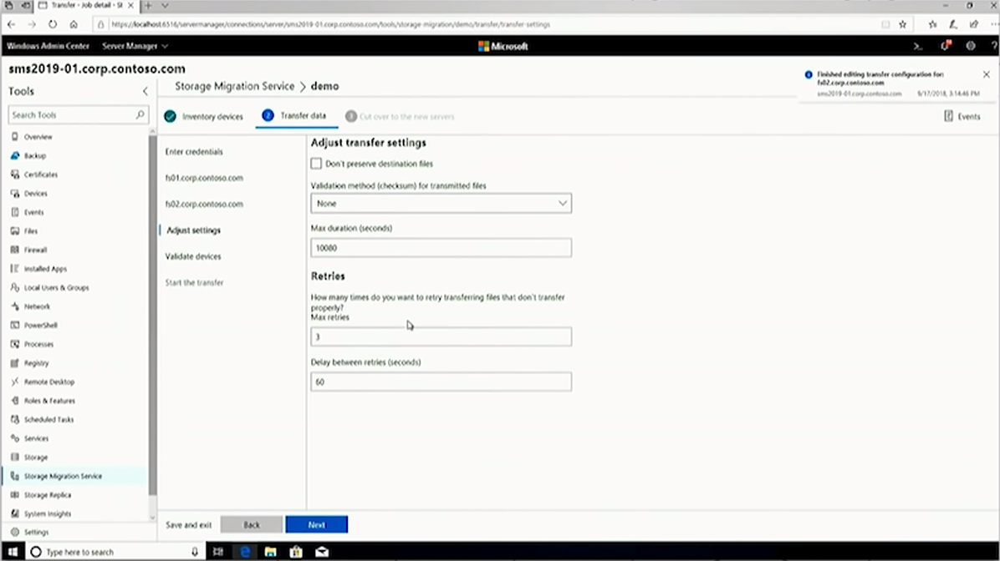 Transfer - Job detail - St
https://localhost:6516/servermanager/connections/server/sms2019-01.corp.contoso.com/tools/storage-migration/demo/transfer/transfer-settings
Windows Admin Center Server Manager Microsoft
sms2019-01.corp.contoso.com
Finished editing transfer configuration for:
fs02.corp.contoso.com
sms2019-01.corp.contoso.com 9/17/2018, 3:14:46 PM
Tools
Search Tools
Overview
Backup
Certificates
Devices
Events
Files
Firewall
Installed Apps
Local Users & Groups
Network
PowerShell
Processes
Registry
Remote Desktop
Roles & Features
Scheduled Tasks
Services
Storage
Storage Migration Service
Storage Replica
System Insights
Settings
Storage Migration Service > demo
Inventory devices 2 Transfer data 3 Cut over to the new servers
Events
Enter credentials
fs01.corp.contoso.com
fs02.corp.contoso.com
Adjust settings
Validate devices
Start the transfer
Adjust transfer settings
Don't preserve destination files
Validation method (checksum) for transmitted files
None
Max duration (seconds)
10080
Retries
How many times do you want to retry transferring files that don't transfer
properly?
Max retries
3
Delay between retries (seconds)
60
Save and exit Back Next
Type here to search